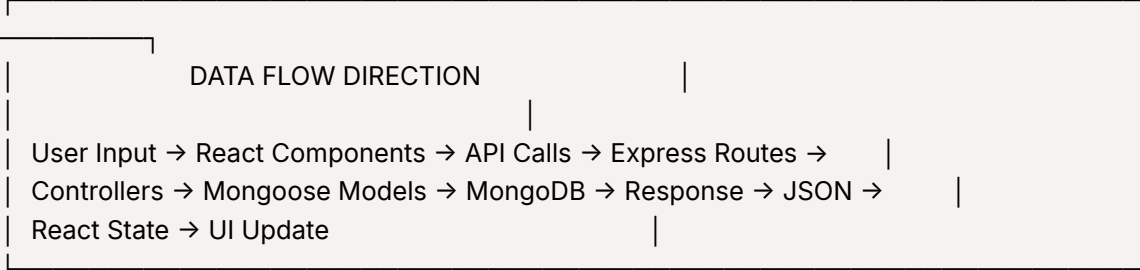 DATA FLOW DIRECTION
User Input → React Components → API Calls → Express Routes →
Controllers → Mongoose Models → MongoDB → Response → JSON →
React State → UI Update